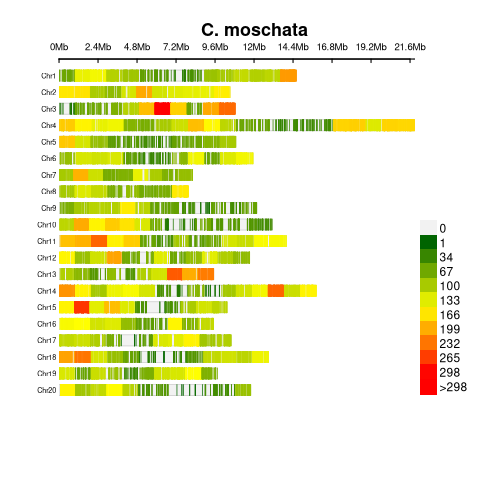 C. moschata
0Mb 2.4Mb 4.8Mb 7.2Mb 9.6Mb 12Mb 14.4Mb 16.8Mb 19.2Mb 21.6Mb
Chr1
Chr2
Chr3
Chr4
Chr5
Chr6
Chr7
Chr8
Chr9
Chr10
Chr11
Chr12
Chr13
Chr14
Chr15
Chr16
Chr17
Chr18
Chr19
Chr20
0
1
34
67
100
133
166
199
232
265
298
>298